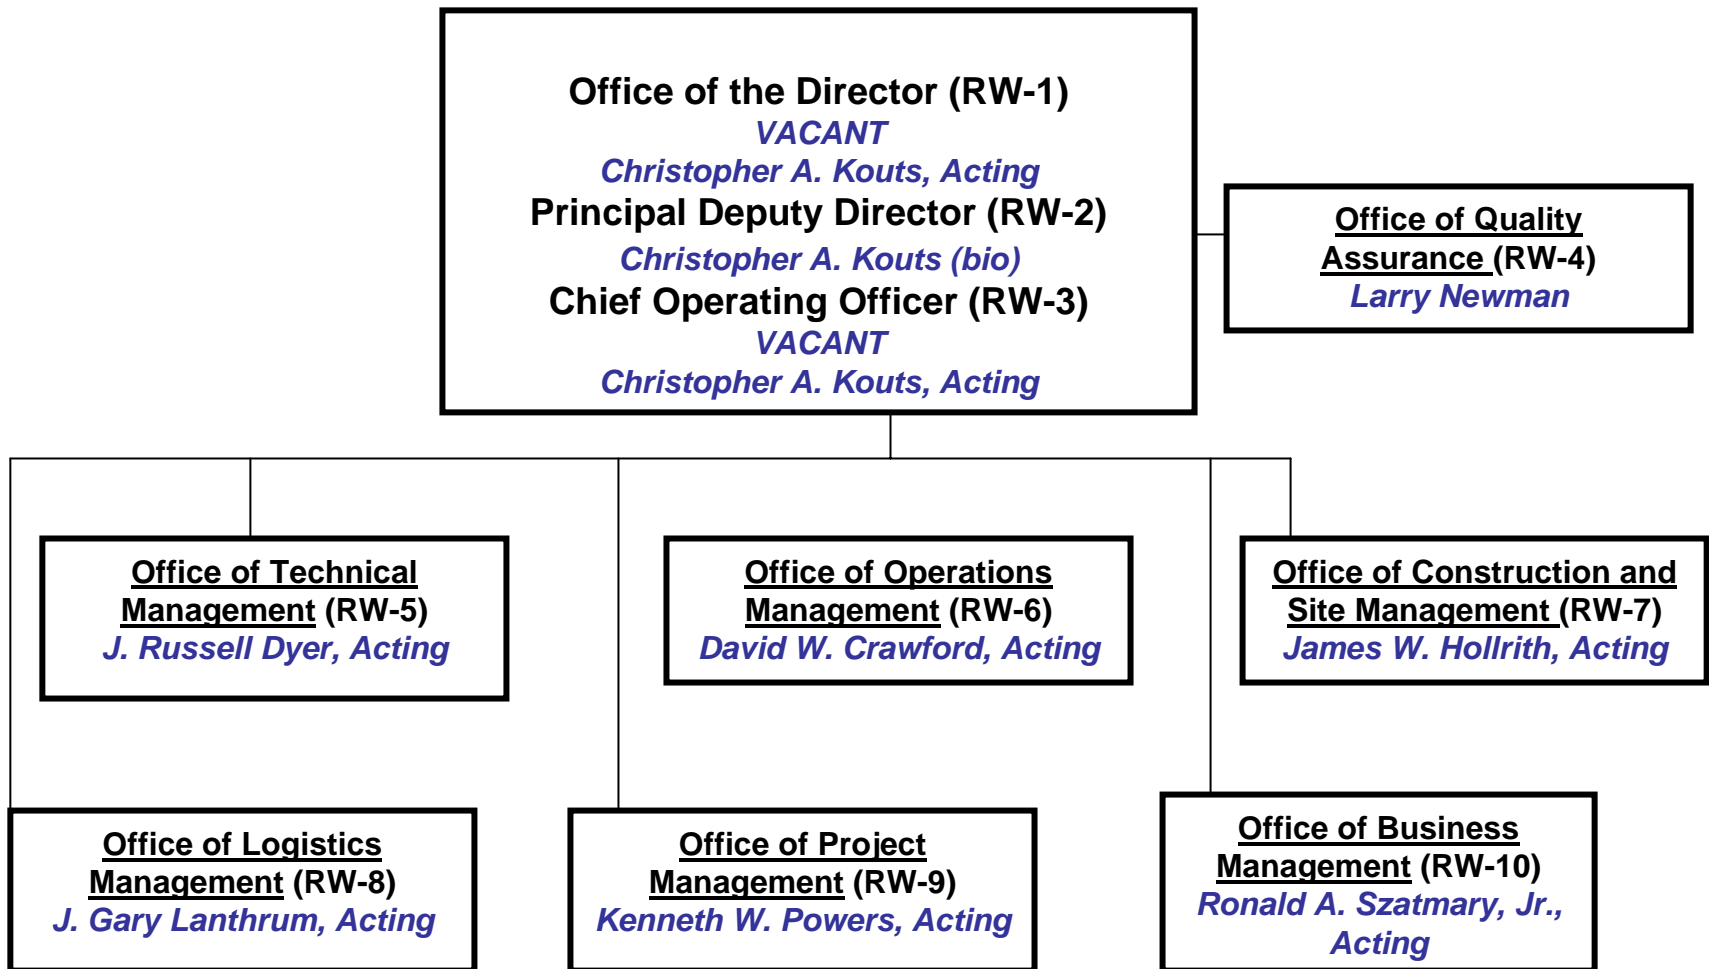 Office of the Director (RW-1)
VACANT
Christopher A. Kouts, Acting
Principal Deputy Director (RW-2)
Christopher A. Kouts (bio)
Chief Operating Officer (RW-3)
VACANT
Christopher A. Kouts, Acting
Office of Quality
Assurance (RW-4)
Larry Newman
Office of Technical
Management (RW-5)
J. Russell Dyer, Acting
Office of Operations
Management (RW-6)
David W. Crawford, Acting
Office of Construction and
Site Management (RW-7)
James W. Hollrith, Acting
Office of Logistics
Management (RW-8)
J. Gary Lanthrum, Acting
Office of Project
Management (RW-9)
Kenneth W. Powers, Acting
Office of Business
Management (RW-10)
Ronald A. Szatmary, Jr.,
Acting